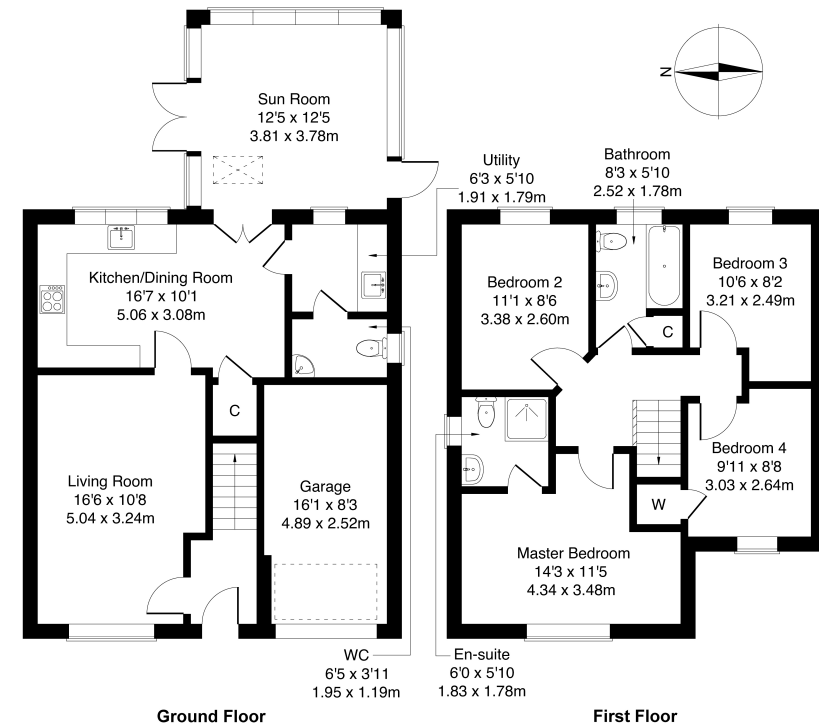 Sun Room
12'5 x 12'5
3.81 x 3.78m
N
Utility
6'3 x 5'10
1.91 x 1.79m
Bathroom
8'3 x 5'10
2.52 x 1.78m
Kitchen/Dining Room
16'7 x 10'1
5.06 x 3.08m
Bedroom 2
11'1 x 8'6
3.38 x 2.60m
Bedroom 3
10'6 x 8'2
3.21 x 2.49m
C
C
Living Room
16'6 x 10'8
5.04 x 3.24m
Garage
16'1 x 8'3
4.89 x 2.52m
Bedroom 4
9'11 x 8'8
3.03 x 2.64m
W
Master Bedroom
14'3 x 11'5
4.34 x 3.48m
WC
6'5 x 3'11
1.95 x 1.19m
En-suite
6'0 x 5'10
1.83 x 1.78m
Ground Floor
First Floor